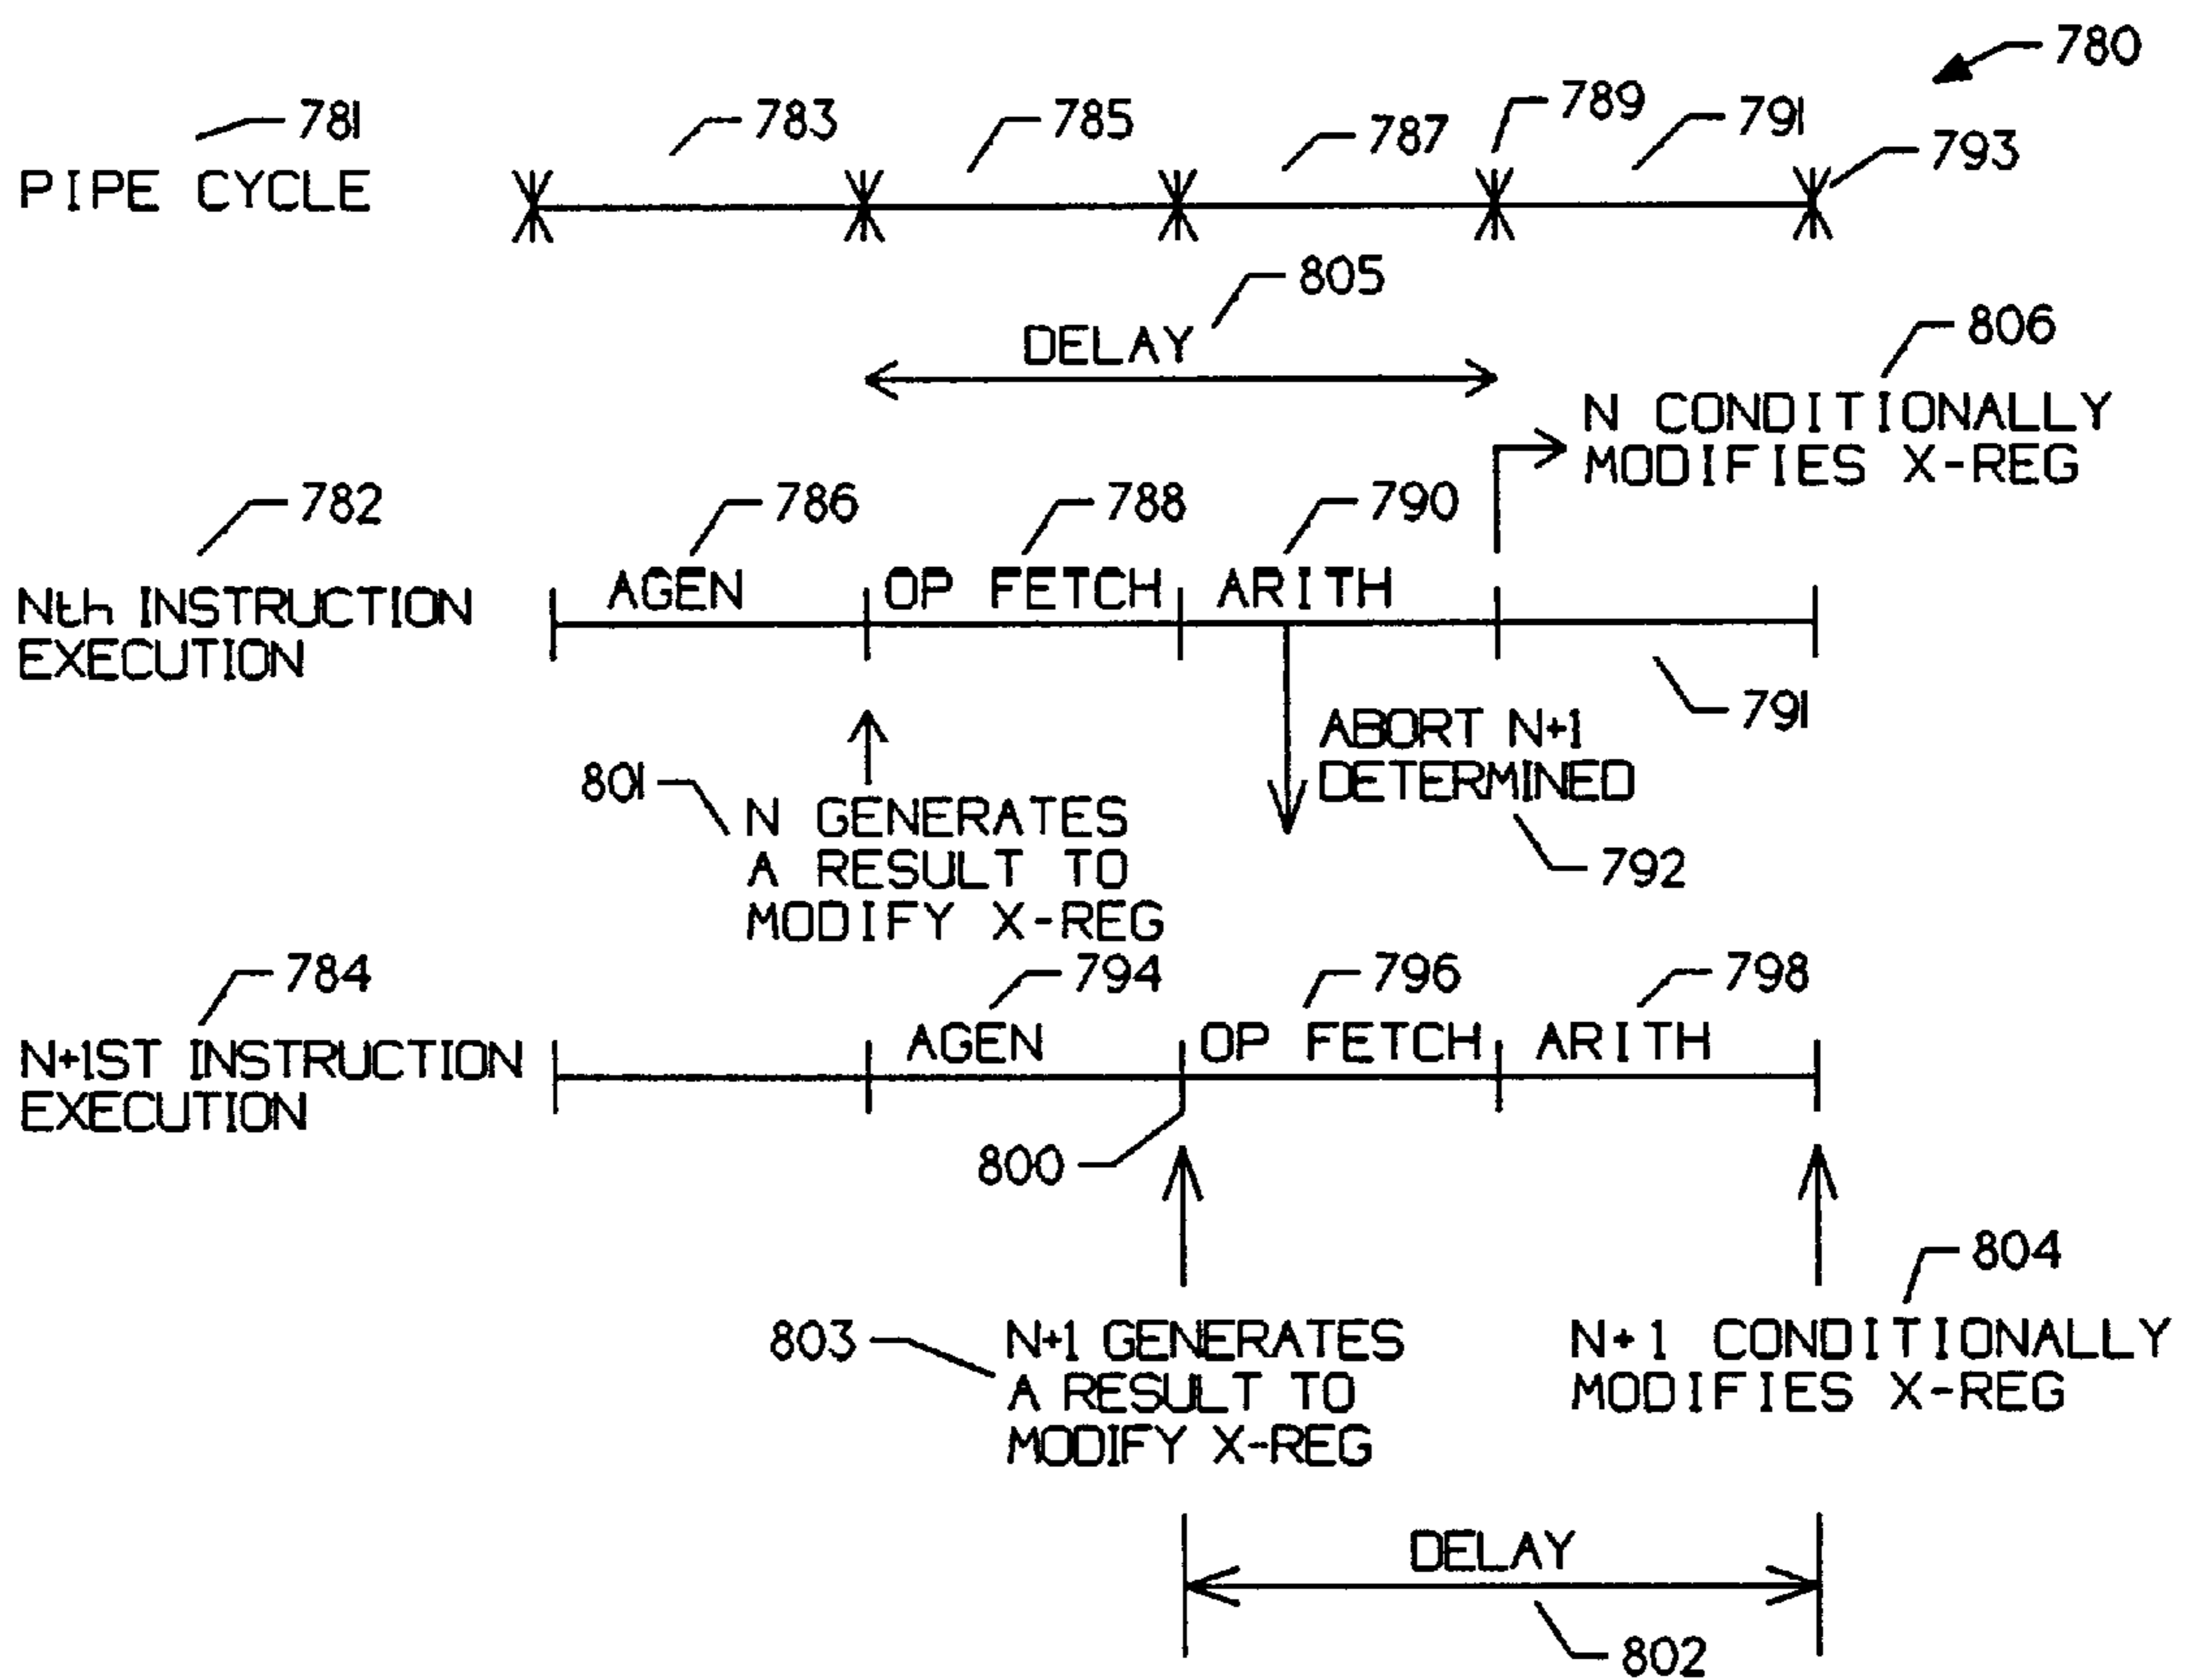 780
781
783
785
787
789
791
793
PIPE CYCLE
805
DELAY
806
N CONDITIONALLY
MODIFIES X-REG
782
786
788
790
Nth INSTRUCTION
EXECUTION
AGEN
OP FETCH
ARITH
791
ABORT N+1
DETERMINED
792
801
N GENERATES
A RESULT TO
MODIFY X-REG
784
794
796
798
N+1ST INSTRUCTION
EXECUTION
AGEN
OP FETCH
ARITH
800
804
803
N+1 GENERATES
A RESULT TO
MODIFY X-REG
N+1 CONDITIONALLY
MODIFIES X-REG
DELAY
802